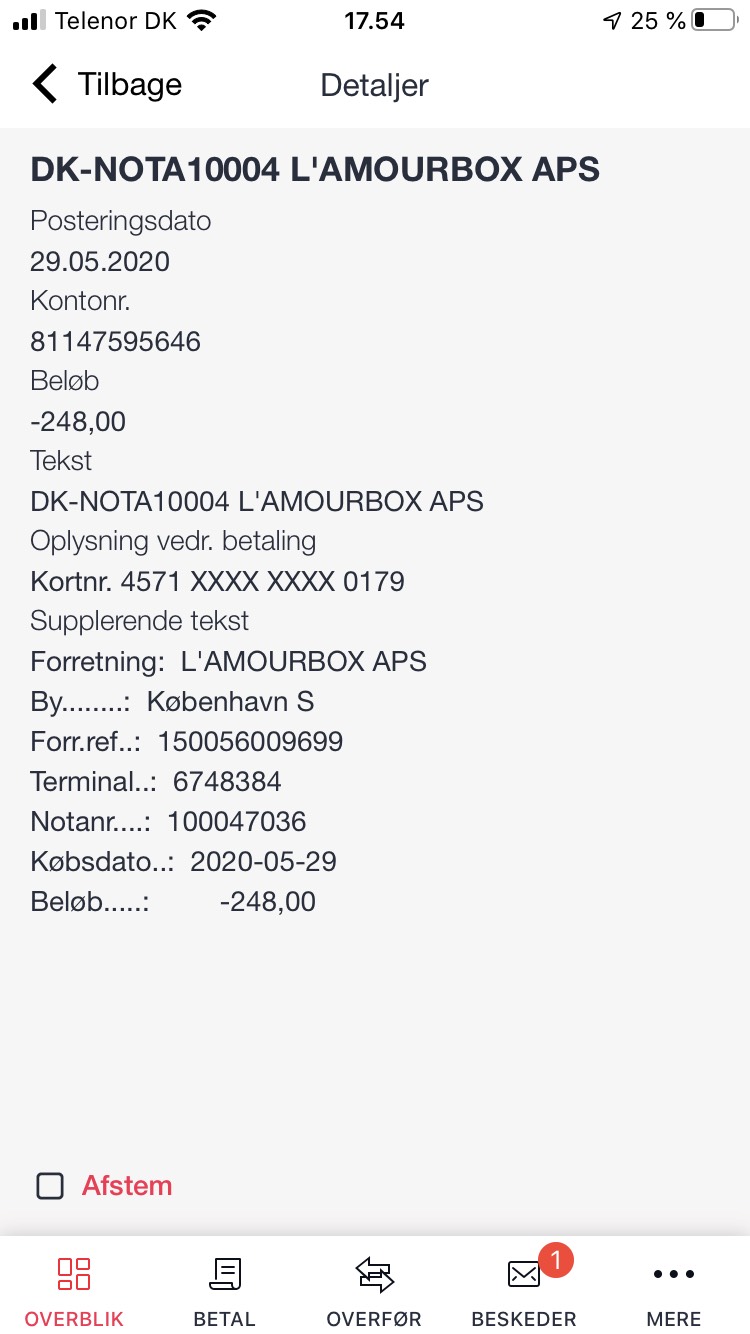 Telenor DK 17.54 25 %
Tilbage Detaljer
DK-NOTA10004 L'AMOURBOX APS
Posteringsdato
29.05.2020
Kontonr.
81147595646
Beløb
-248,00
Tekst
DK-NOTA10004 L'AMOURBOX APS
Oplysning vedr. betaling
Kortnr. 4571 XXXX XXXX 0179
Supplerende tekst
Forretning: L'AMOURBOX APS
By........: København S
Forr.ref..: 150056009699
Terminal..: 6748384
Notanr....: 100047036
Købsdato..: 2020-05-29
Beløb.....: -248,00
Afstem
1
OVERBLIK BETAL OVERFØR BESKEDER MERE